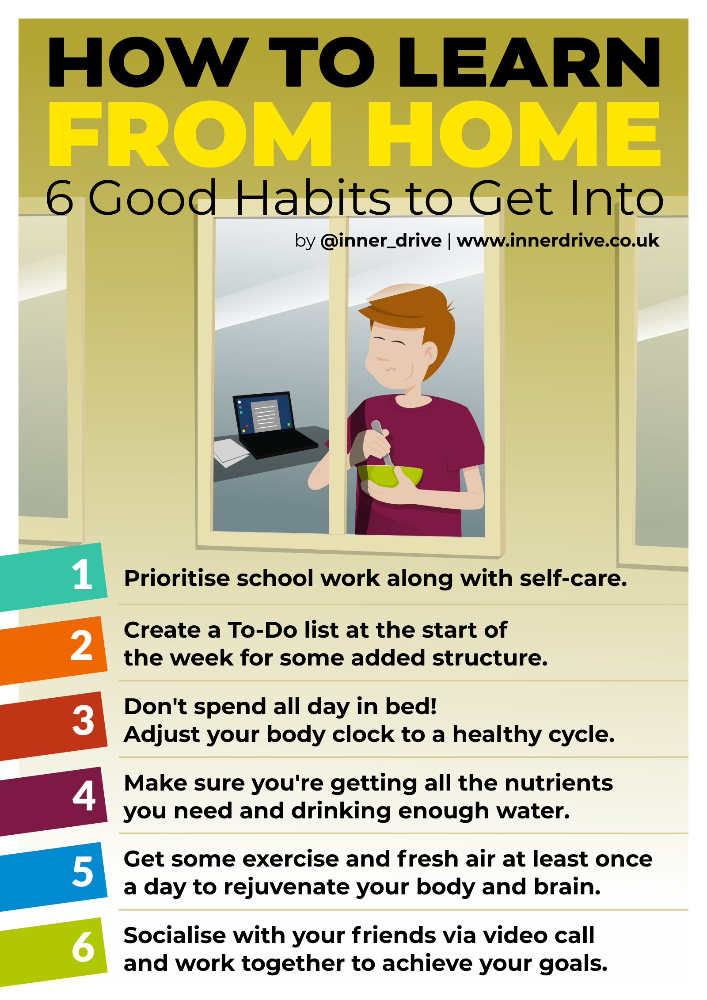 HOW TO LEARN
FROM HOME
6 Good Habits to Get Into
by @inner_drive | www.innerdrive.co.uk
1
Prioritise school work along with self-care.
2
Create a To-Do list at the start of
the week for some added structure.
3
Don't spend all day in bed!
Adjust your body clock to a healthy cycle.
4
Make sure you're getting all the nutrients
you need and drinking enough water.
5
Get some exercise and fresh air at least once
a day to rejuvenate your body and brain.
6
Socialise with your friends via video call
and work together to achieve your goals.